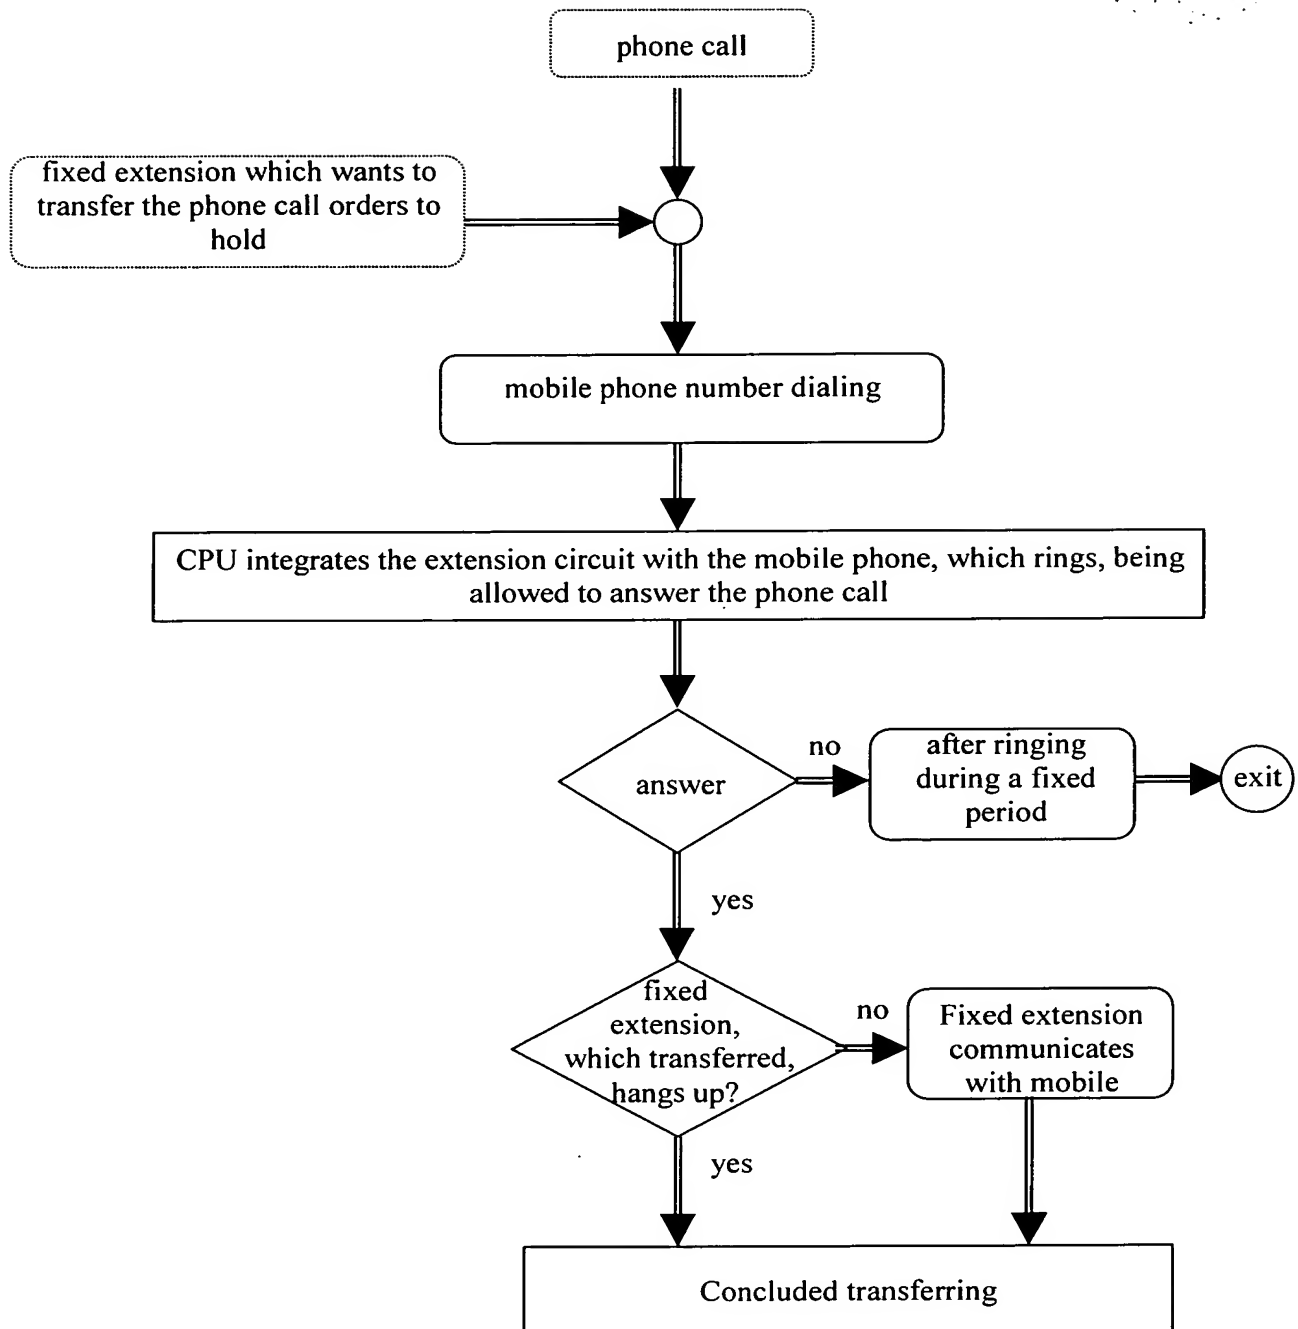 phone call
fixed extension which wants to
transfer the phone call orders to
hold
mobile phone number dialing
CPU integrates the extension circuit with the mobile phone, which rings, being
allowed to answer the phone call
answer
no
after ringing
during a fixed
period
exit
yes
fixed
extension,
which transferred,
hangs up?
no
Fixed extension
communicates
with mobile
yes
Concluded transferring